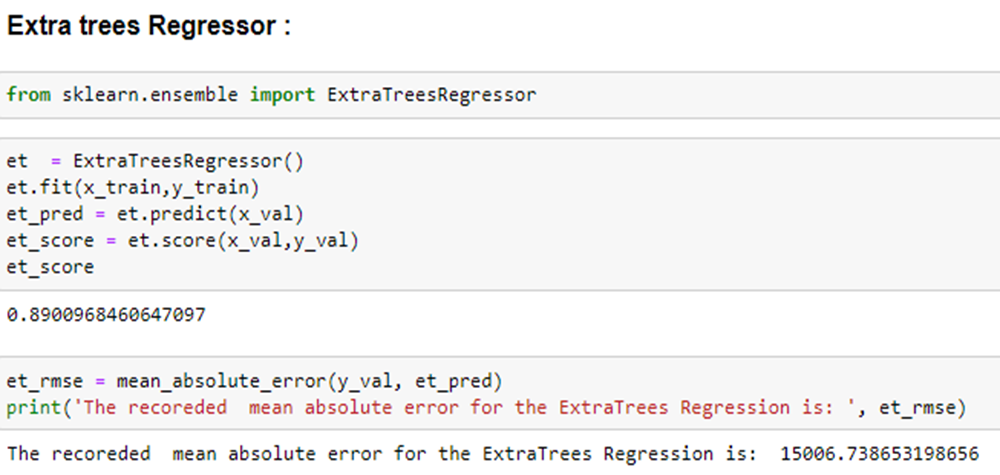 Extra trees Regressor :
from sklearn.ensemble import ExtraTreesRegressor
et  = ExtraTreesRegressor()
et.fit(x_train,y_train)
et_pred = et.predict(x_val)
et_score = et.score(x_val,y_val)
et_score
0.8900968460647097
et_rmse = mean_absolute_error(y_val, et_pred)
print('The recoreded  mean absolute error for the ExtraTrees Regression is: ', et_rmse)
The recoreded  mean absolute error for the ExtraTrees Regression is:  15006.738653198656